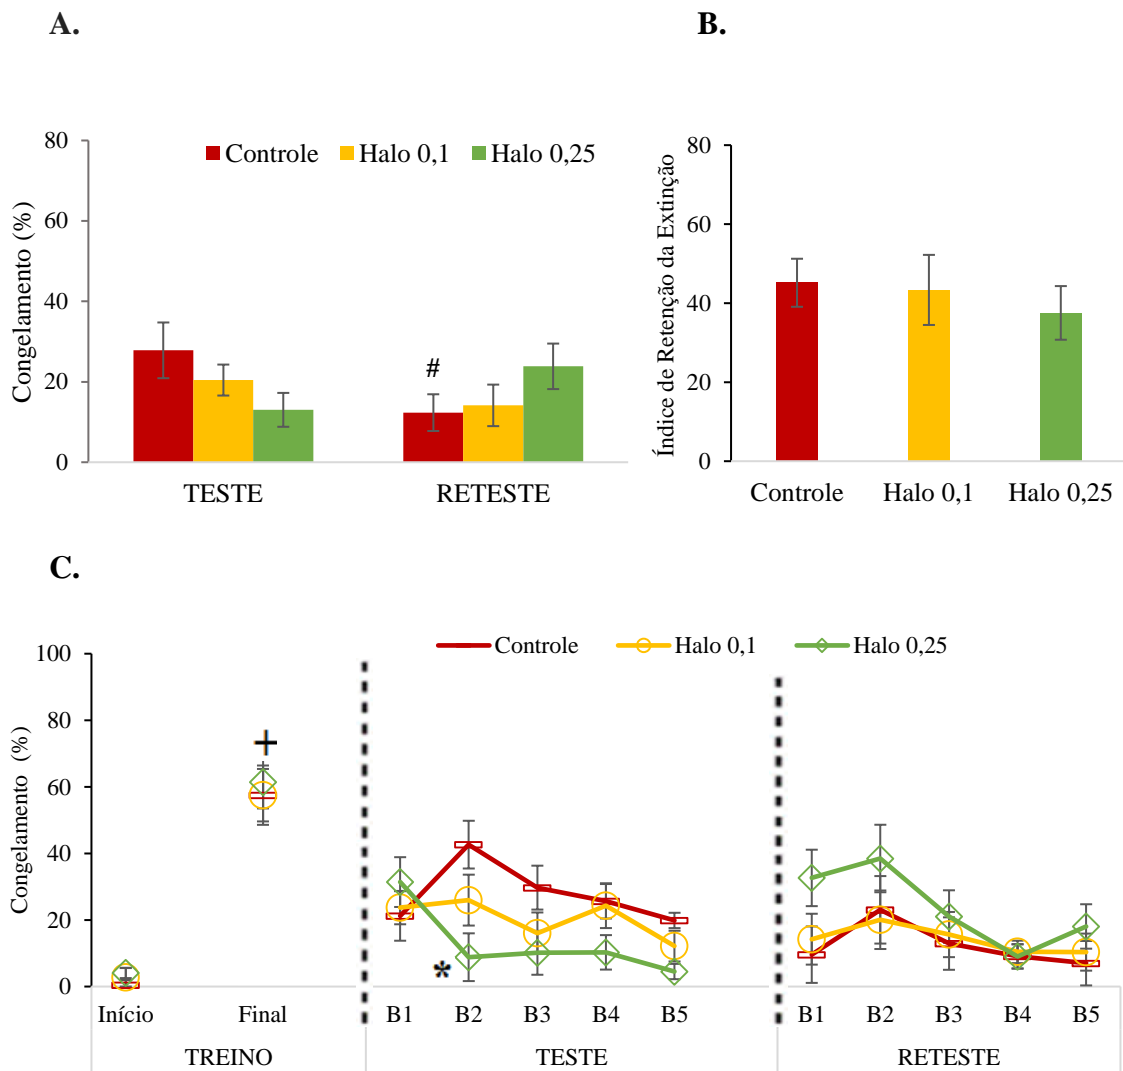 A.
B.
80
60
40
20
0
Congelamento (%)
Controle Halo 0,1 Halo 0,25
#
TESTE RETESTE
80
60
40
20
0
Índice de Retenção da Extinção
Controle Halo 0,1 Halo 0,25
C.
100
80
60
40
20
0
Congelamento (%)
Controle Halo 0,1 Halo 0,25
+
*
Início Final B1 B2 B3 B4 B5 B1 B2 B3 B4 B5
TREINO TESTE RETESTE